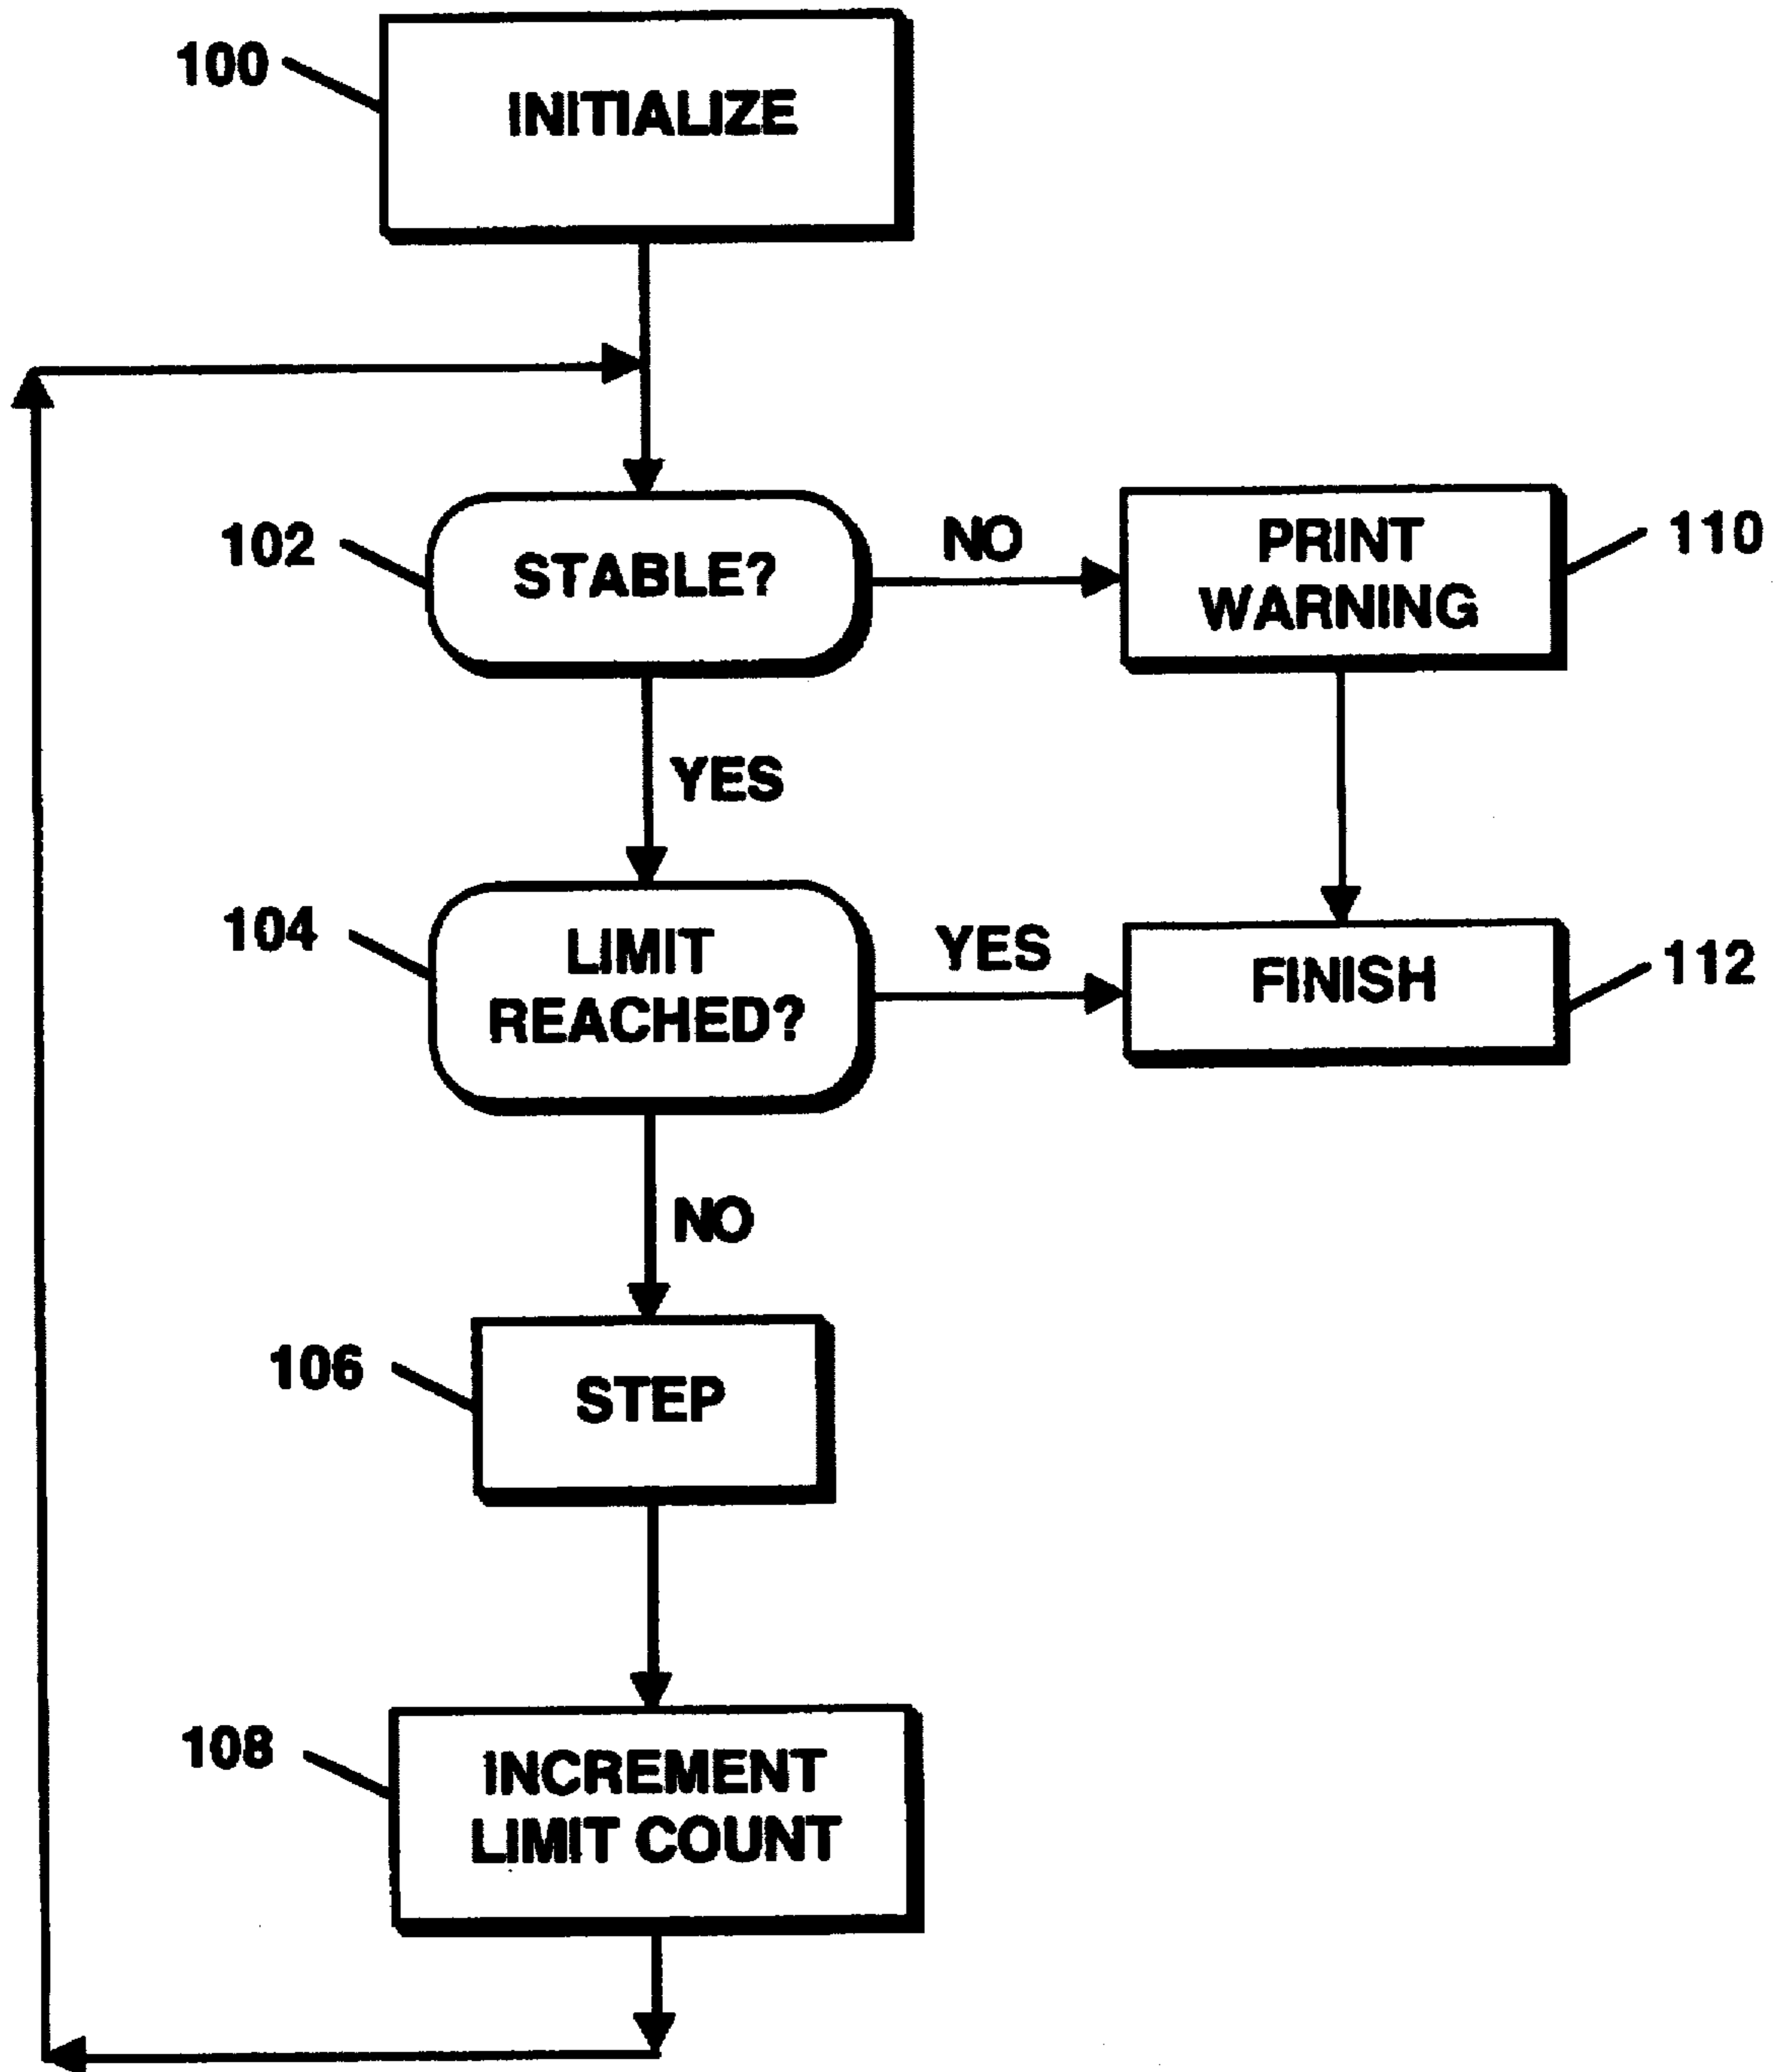 100
INITIALIZE
102
STABLE?
NO
PRINT
WARNING
110
YES
104
LIMIT
REACHED?
YES
FINISH
112
NO
106
STEP
108
INCREMENT
LIMIT COUNT